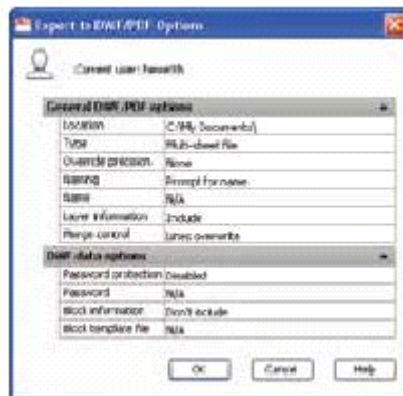 Export to DWF/PDF Options
Current user:
General DWF/PDF options
Location C:\My Documents\
Type Multi-sheet file
Override precision None
Naming Prompt for name
Name N/A
Layer information Include
Merge control Lines overwrite
DWF data options
Password protection Disabled
Password N/A
Block information Don't include
Block template file N/A
OK Cancel Help